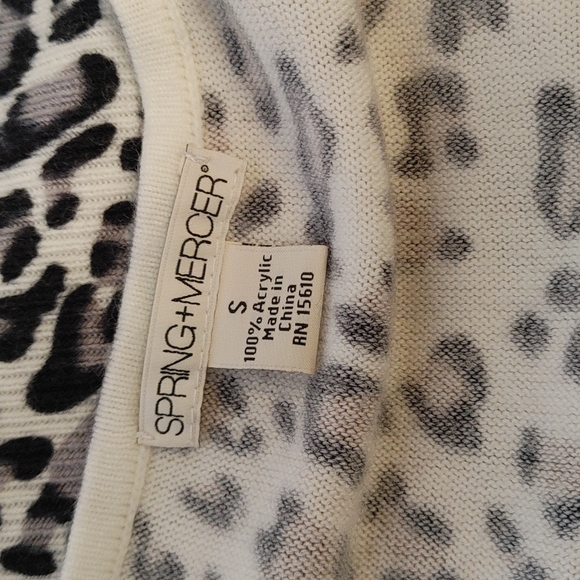 SPRING+MERCER®
S
100% Acrylic
Made in
China
RN 15610